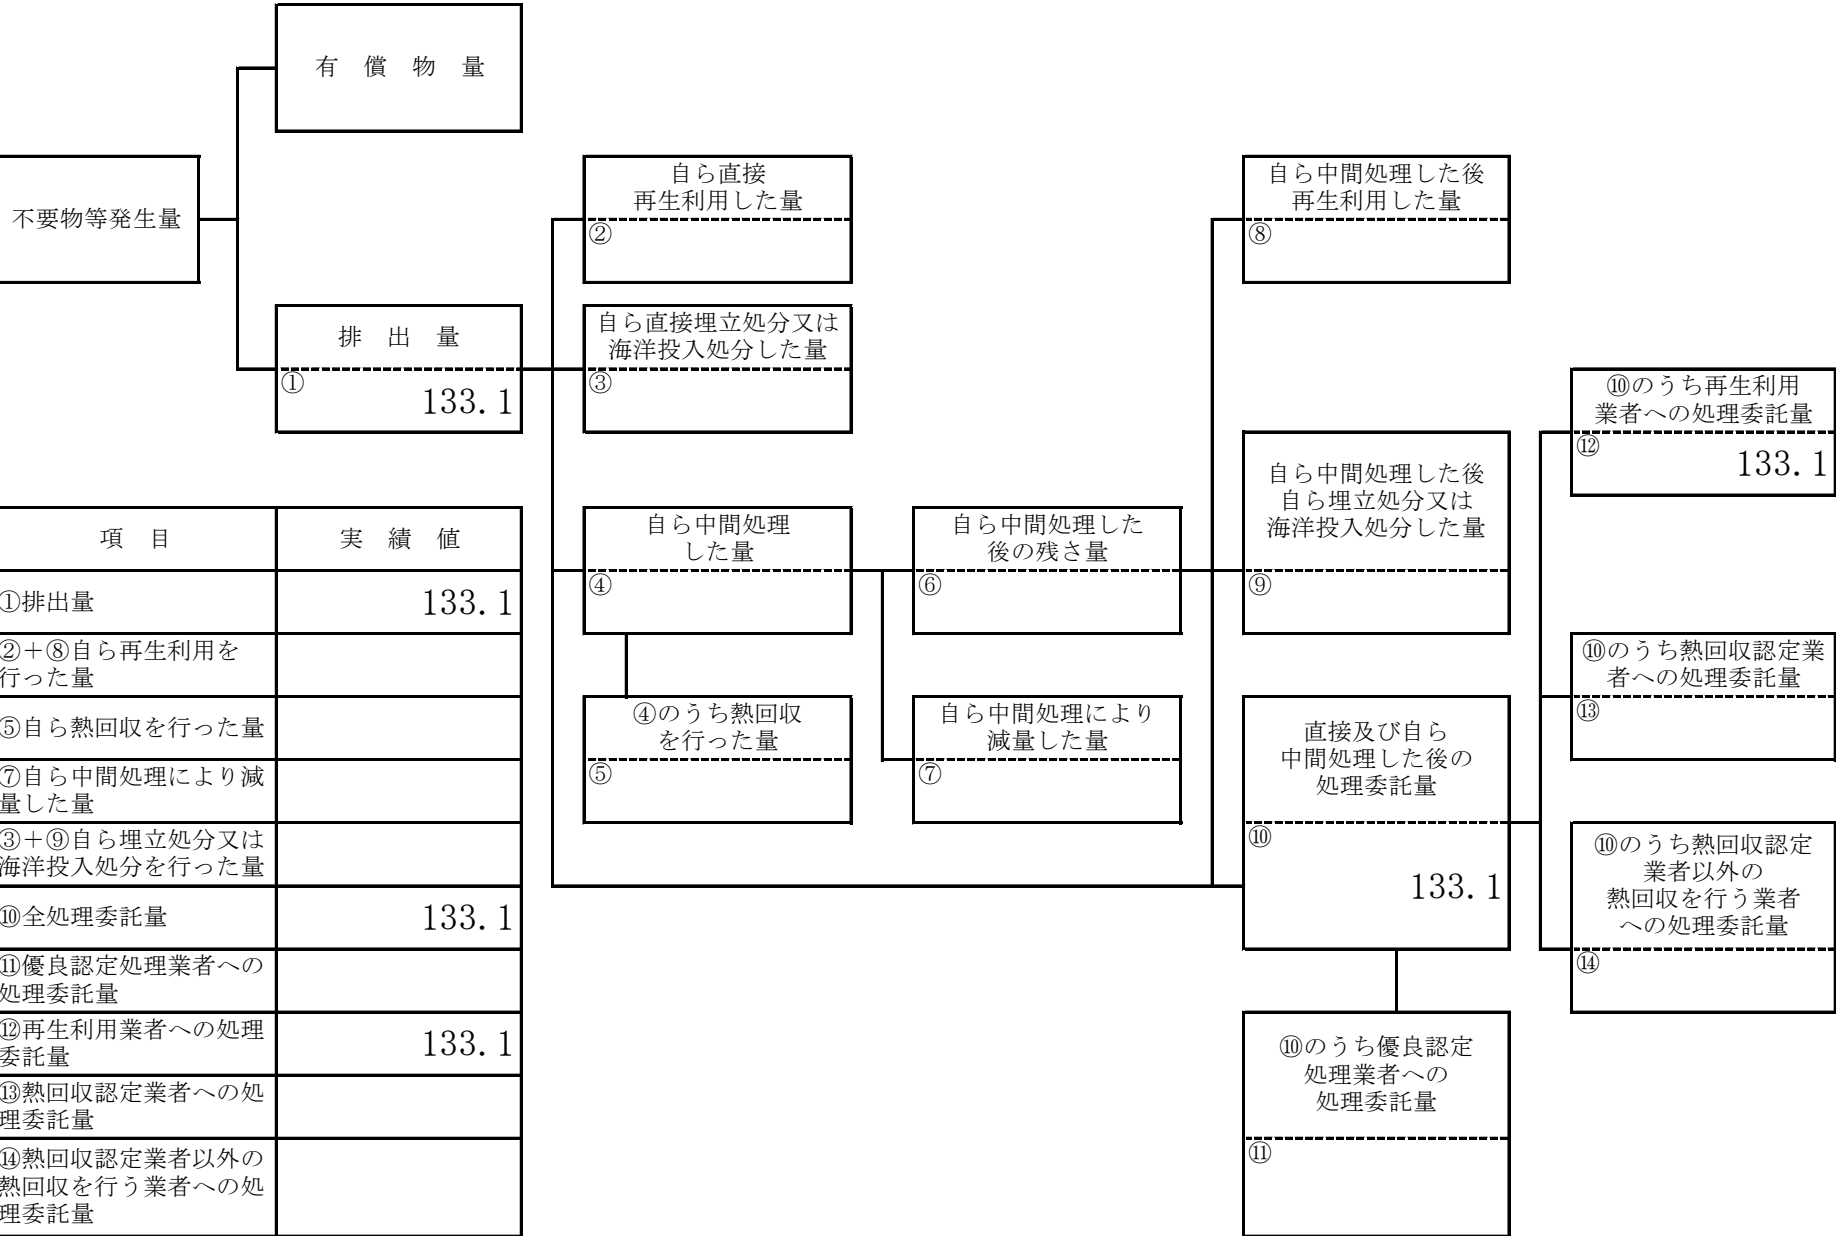 有 償 物 量
不要物等発生量
自ら直接
再生利用した量
②
自ら中間処理した後
再生利用した量
⑧
排 出 量
①
133.1
自ら直接埋立処分又は
海洋投入処分した量
③
⑩のうち再生利用
業者への処理委託量
⑫
133.1
自ら中間処理した後
自ら埋立処分又は
海洋投入処分した量
⑨
自ら中間処理
した量
④
自ら中間処理した
後の残さ量
⑥
⑩のうち熱回収認定業
者への処理委託量
⑬
④のうち熱回収
を行った量
⑤
自ら中間処理により
減量した量
⑦
直接及び自ら
中間処理した後の
処理委託量
⑩
133.1
⑩のうち熱回収認定
業者以外の
熱回収を行う業者
への処理委託量
⑭
⑩のうち優良認定
処理業者への
処理委託量
⑪
項 目 実 績 値
①排出量 133.1
②＋⑧自ら再生利用を
行った量
⑤自ら熱回収を行った量
⑦自ら中間処理により減
量した量
③＋⑨自ら埋立処分又は
海洋投入処分を行った量
⑩全処理委託量 133.1
⑪優良認定処理業者への
処理委託量
⑫再生利用業者への処理
委託量 133.1
⑬熱回収認定業者への処
理委託量
⑭熱回収認定業者以外の
熱回収を行う業者への処
理委託量